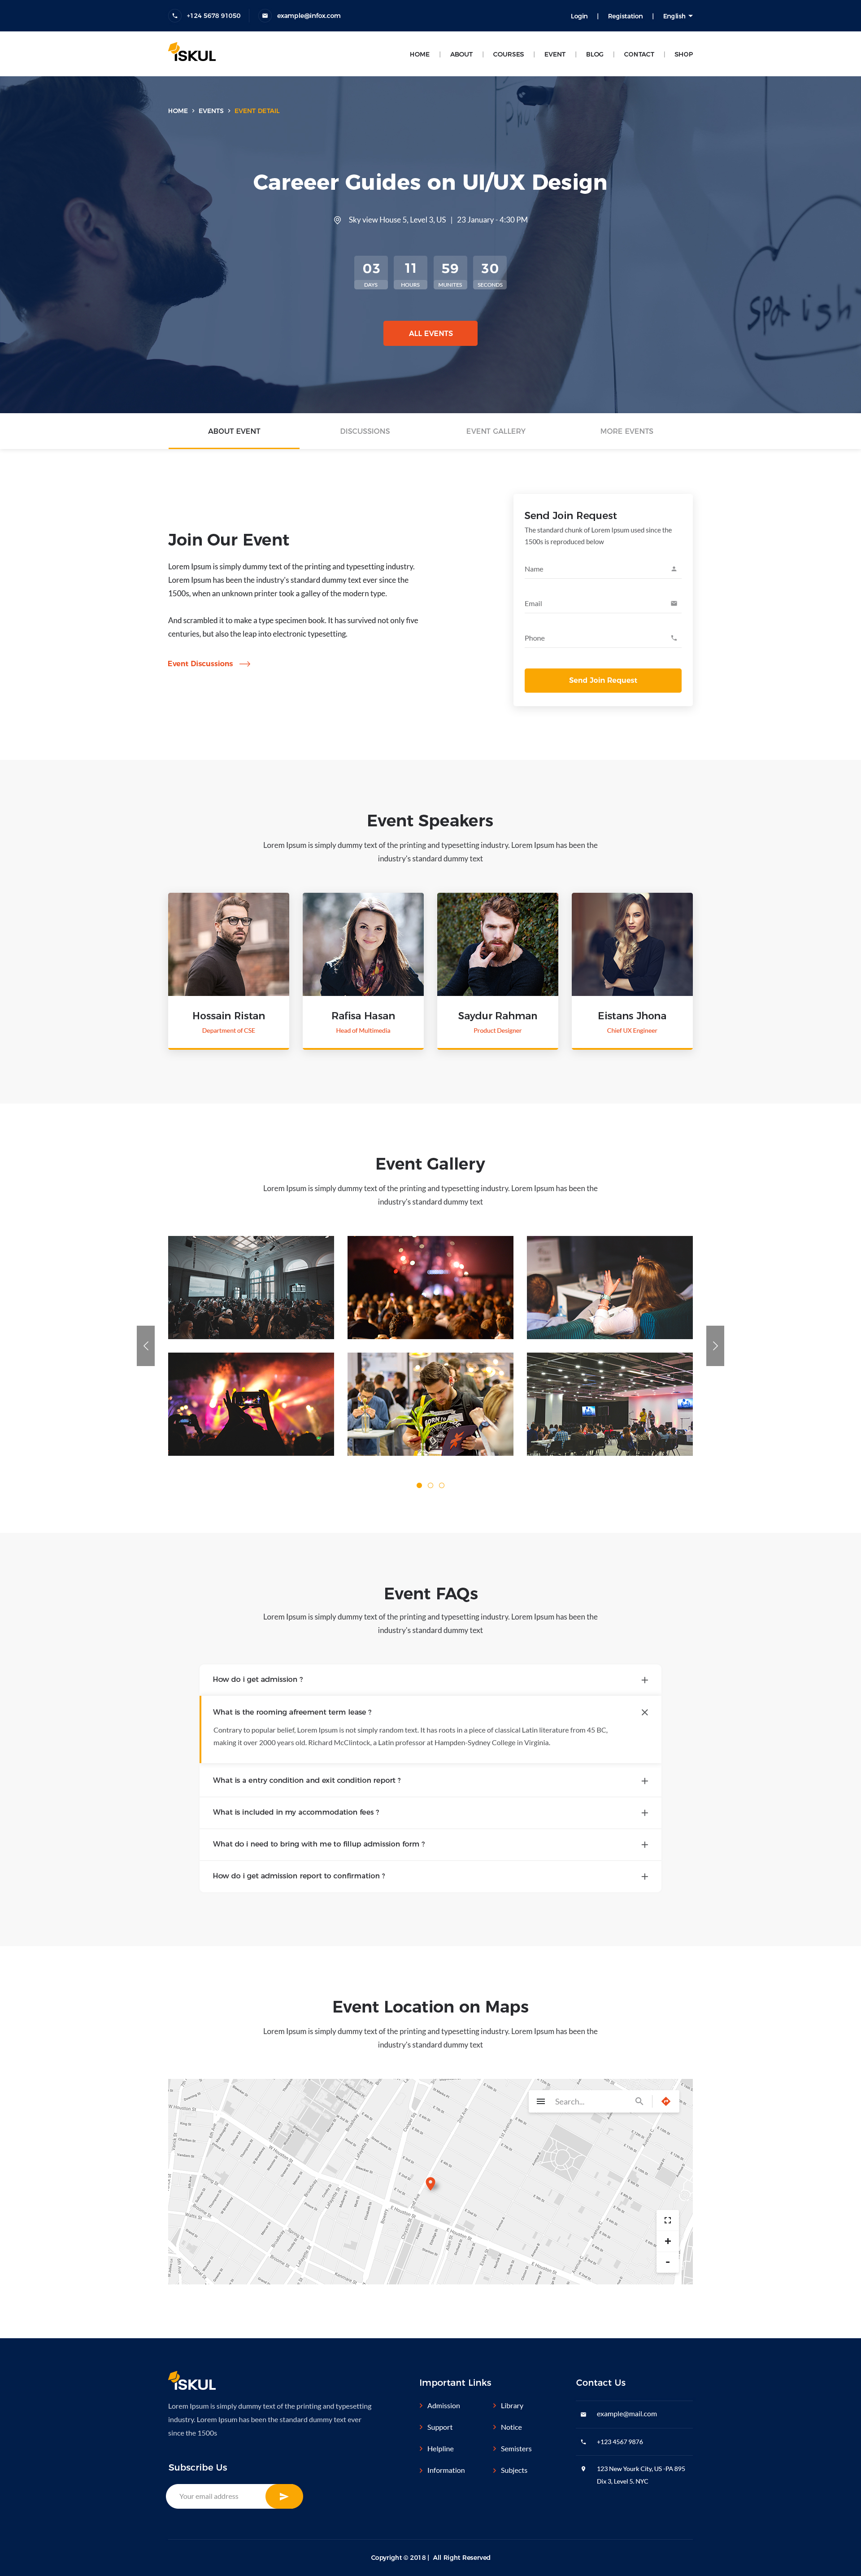 +124 5678 91050 example@infox.com Login | Registation | English
ISKUL HOME | ABOUT | COURSES | EVENT | BLOG | CONTACT | SHOP
HOME > EVENTS > EVENT DETAIL
Careeer Guides on UI/UX Design
Sky view House 5, Level 3, US | 23 January - 4:30 PM
03 11 59 30
DAYS HOURS MUNITES SECONDS
ALL EVENTS
Spotish
ABOUT EVENT DISCUSSIONS EVENT GALLERY MORE EVENTS
Join Our Event
Lorem Ipsum is simply dummy text of the printing and typesetting industry.
Lorem Ipsum has been the industry's standard dummy text ever since the
1500s, when an unknown printer took a galley of the modern type.
And scrambled it to make a type specimen book. It has survived not only five
centuries, but also the leap into electronic typesetting.
Event Discussions
Send Join Request
The standard chunk of Lorem Ipsum used since the
1500s is reproduced below
Name
Email
Phone
Send Join Request
Event Speakers
Lorem Ipsum is simply dummy text of the printing and typesetting industry. Lorem Ipsum has been the
industry's standard dummy text
Hossain Ristan
Department of CSE
Rafisa Hasan
Head of Multimedia
Saydur Rahman
Product Designer
Eistans Jhona
Chief UX Engineer
Event Gallery
Lorem Ipsum is simply dummy text of the printing and typesetting industry. Lorem Ipsum has been the
industry's standard dummy text
Event FAQs
Lorem Ipsum is simply dummy text of the printing and typesetting industry. Lorem Ipsum has been the
industry's standard dummy text
How do i get admission ?
What is the rooming afreement term lease ?
Contrary to popular belief, Lorem Ipsum is not simply random text. It has roots in a piece of classical Latin literature from 45 BC,
making it over 2000 years old. Richard McClintock, a Latin professor at Hampden-Sydney College in Virginia.
What is a entry condition and exit condition report ?
What is included in my accommodation fees ?
What do i need to bring with me to fillup admission form ?
How do i get admission report to confirmation ?
Event Location on Maps
Lorem Ipsum is simply dummy text of the printing and typesetting industry. Lorem Ipsum has been the
industry's standard dummy text
Search...
+
-
ISKUL
Lorem Ipsum is simply dummy text of the printing and typesetting
industry. Lorem Ipsum has been the standard dummy text ever
since the 1500s
Subscribe Us
Your email address
Important Links
Admission Library
Support Notice
Helpline Semisters
Information Subjects
Contact Us
example@mail.com
+123 4567 9876
123 New Yourk City, US -PA 895
Dix 3, Level 5. NYC
Copyright © 2018 | All Right Reserved